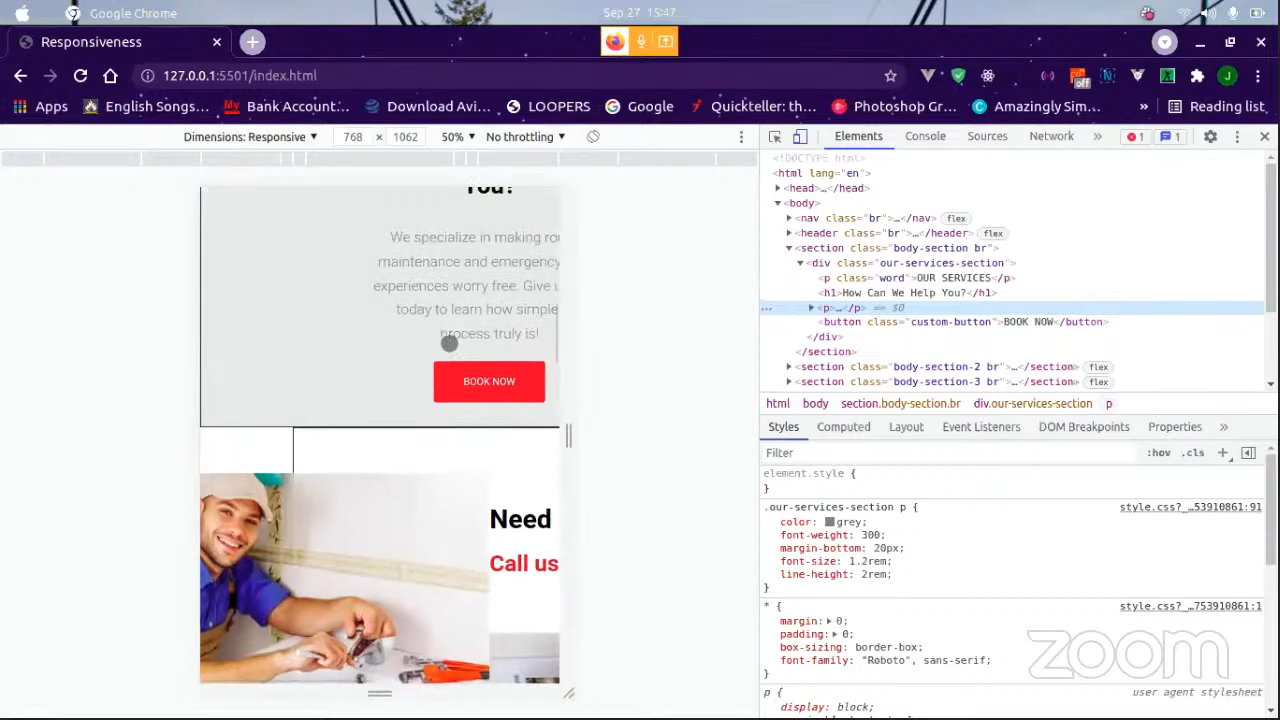 Google Chrome
Sep 27 15:47
Responsiveness
127.0.0.1:5501/index.html
off
J
Apps
English Songs...
My Bank Account'...
Download Avi...
LOOPERS
Google
Quickteller: th...
Photoshop Gr...
Amazingly Sim...
»
Reading list
Dimensions: Responsive
768 × 1062
50%
No throttling
Elements
Console
Sources
Network
»
1
1
<!DOCTYPE html>
<html lang="en">
<head>…</head>
<body>
<nav class="br">…</nav> flex
<header class="br">…</header> flex
<section class="body-section br">
<div class="our-services-section">
<p class="word">OUR SERVICES</p>
<h1>How Can We Help You?</h1>
… <p>…</p> == $0
<button class="custom-button">BOOK NOW</button>
</div>
</section>
<section class="body-section-2 br">…</section> flex
<section class="body-section-3 br">…</section> flex
html body section.body-section.br div.our-services-section p
Styles
Computed
Layout
Event Listeners
DOM Breakpoints
Properties
»
Filter
:hov .cls +
element.style {
}
.our-services-section p {
style.css?_…53910861:91
color: grey;
font-weight: 300;
margin-bottom: 20px;
font-size: 1.2rem;
line-height: 2rem;
}
* {
style.css?_…753910861:1
margin: 0;
padding: 0;
box-sizing: border-box;
font-family: "Roboto", sans-serif;
}
p {
user agent stylesheet
display: block;
You?
We specialize in making rou
maintenance and emergency
experiences worry free. Give u
today to learn how simple
process truly is!
BOOK NOW
Need
Call us
zoom